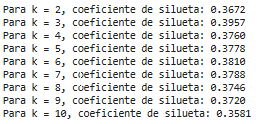 Para k = 2, coeficiente de silueta: 0.3672
Para k = 3, coeficiente de silueta: 0.3957
Para k = 4, coeficiente de silueta: 0.3760
Para k = 5, coeficiente de silueta: 0.3778
Para k = 6, coeficiente de silueta: 0.3810
Para k = 7, coeficiente de silueta: 0.3788
Para k = 8, coeficiente de silueta: 0.3746
Para k = 9, coeficiente de silueta: 0.3720
Para k = 10, coeficiente de silueta: 0.3581